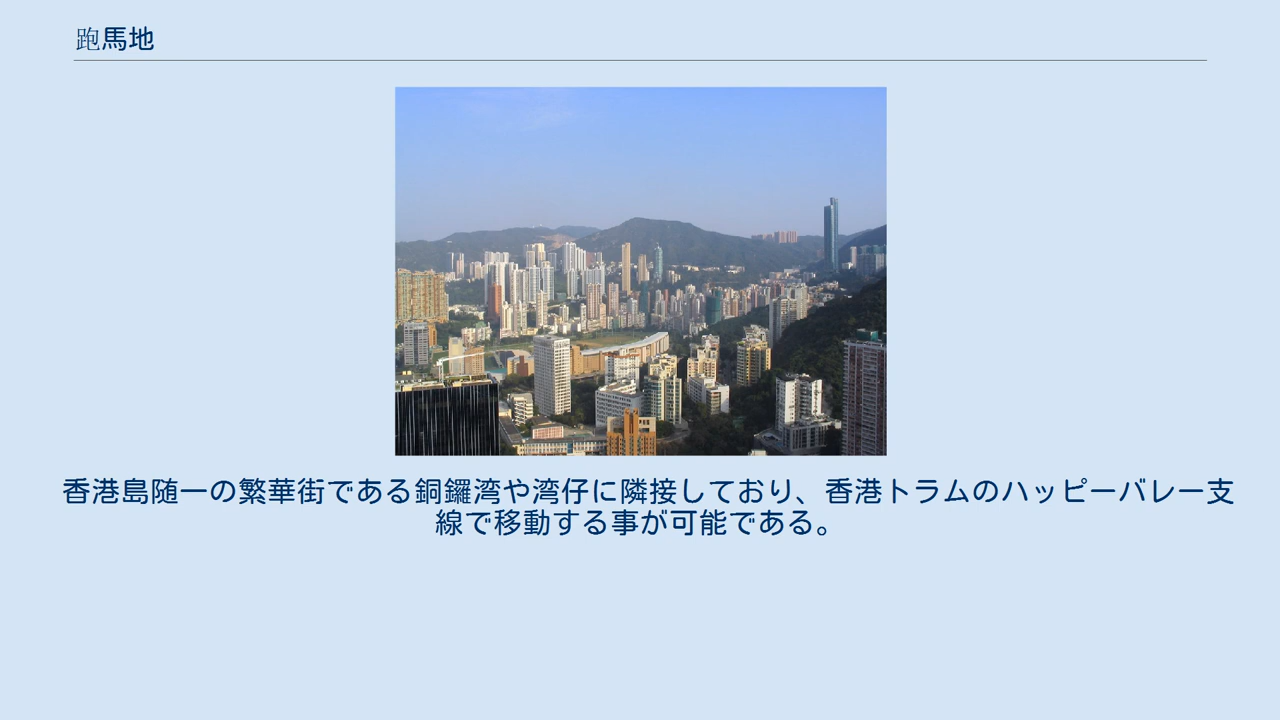 跑馬地
香港島随一の繁華街である銅鑼湾や湾仔に隣接しており、香港トラムのハッピーバレー支
線で移動する事が可能である。